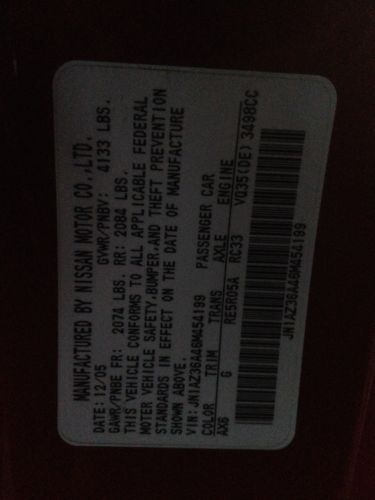 MANUFACTURED BY NISSAN MOTOR CO.,LTD.
DATE: 12/05 GVWR/PNBV: 4133 LBS.
GAWR/PNBE FR: 2074 LBS. RR: 2084 LBS.
THIS VEHICLE CONFORMS TO ALL APPLICABLE FEDERAL
MOTER VEHICLE SAFETY,BUMPER,AND THEFT PREVENTION
STANDARDS IN EFFECT ON THE DATE OF MANUFACTURE
SHOWN ABOVE.
VIN: JN1AZ36A46M454199 PASSENGER CAR
COLOR TRIM TRANS AXLE ENGINE
AX6 G RE5R05A RC33 VQ35(DE) 3498CC
JN1AZ36A46M454199